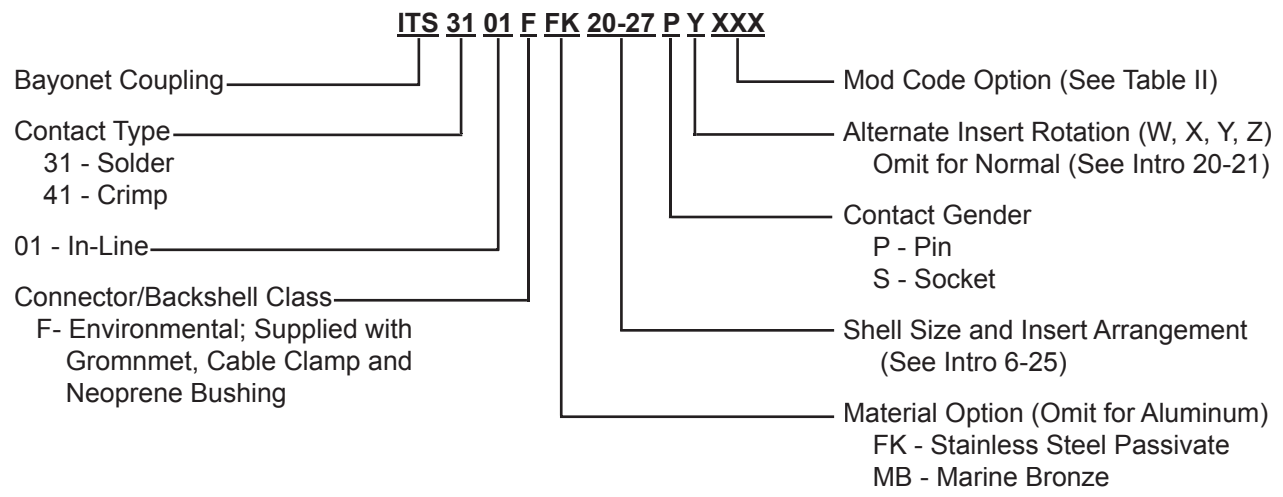 ITS 31 01 F FK 20-27 P Y XXX
Bayonet Coupling
Contact Type
31 - Solder
41 - Crimp
01 - In-Line
Connector/Backshell Class
F- Environmental; Supplied with
Gromnmet, Cable Clamp and
Neoprene Bushing
Mod Code Option (See Table II)
Alternate Insert Rotation (W, X, Y, Z)
Omit for Normal (See Intro 20-21)
Contact Gender
P - Pin
S - Socket
Shell Size and Insert Arrangement
(See Intro 6-25)
Material Option (Omit for Aluminum)
FK - Stainless Steel Passivate
MB - Marine Bronze